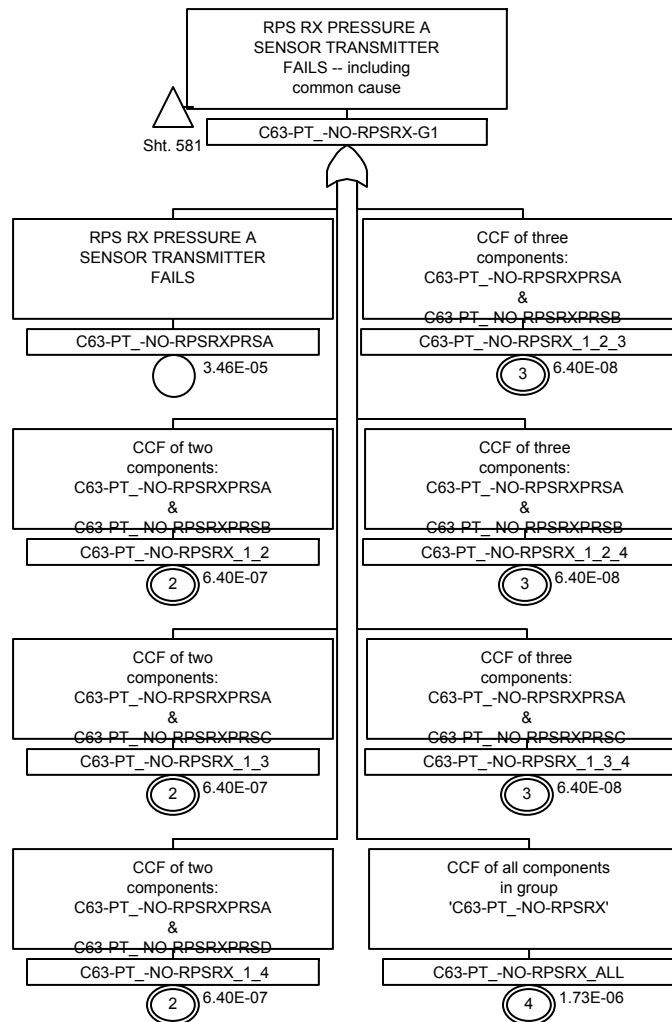 RPS RX PRESSURE A
SENSOR TRANSMITTER
FAILS -- including
common cause
Sht. 581
C63-PT_-NO-RPSRX-G1
RPS RX PRESSURE A
SENSOR TRANSMITTER
FAILS
C63-PT_-NO-RPSRXPRSA
3.46E-05
CCF of three
components:
C63-PT_-NO-RPSRXPRSA
&
C63-PT_-NO-RPSRXPRSB
C63-PT_-NO-RPSRX_1_2_3
3
6.40E-08
CCF of two
components:
C63-PT_-NO-RPSRXPRSA
&
C63-PT_-NO-RPSRXPRSB
C63-PT_-NO-RPSRX_1_2
2
6.40E-07
CCF of three
components:
C63-PT_-NO-RPSRXPRSA
&
C63-PT_-NO-RPSRXPRSB
C63-PT_-NO-RPSRX_1_2_4
3
6.40E-08
CCF of two
components:
C63-PT_-NO-RPSRXPRSA
&
C63-PT_-NO-RPSRXPRSC
C63-PT_-NO-RPSRX_1_3
2
6.40E-07
CCF of three
components:
C63-PT_-NO-RPSRXPRSA
&
C63-PT_-NO-RPSRXPRSC
C63-PT_-NO-RPSRX_1_3_4
3
6.40E-08
CCF of two
components:
C63-PT_-NO-RPSRXPRSA
&
C63-PT_-NO-RPSRXPRSD
C63-PT_-NO-RPSRX_1_4
2
6.40E-07
CCF of all components
in group
'C63-PT_-NO-RPSRX'
C63-PT_-NO-RPSRX_ALL
4
1.73E-06